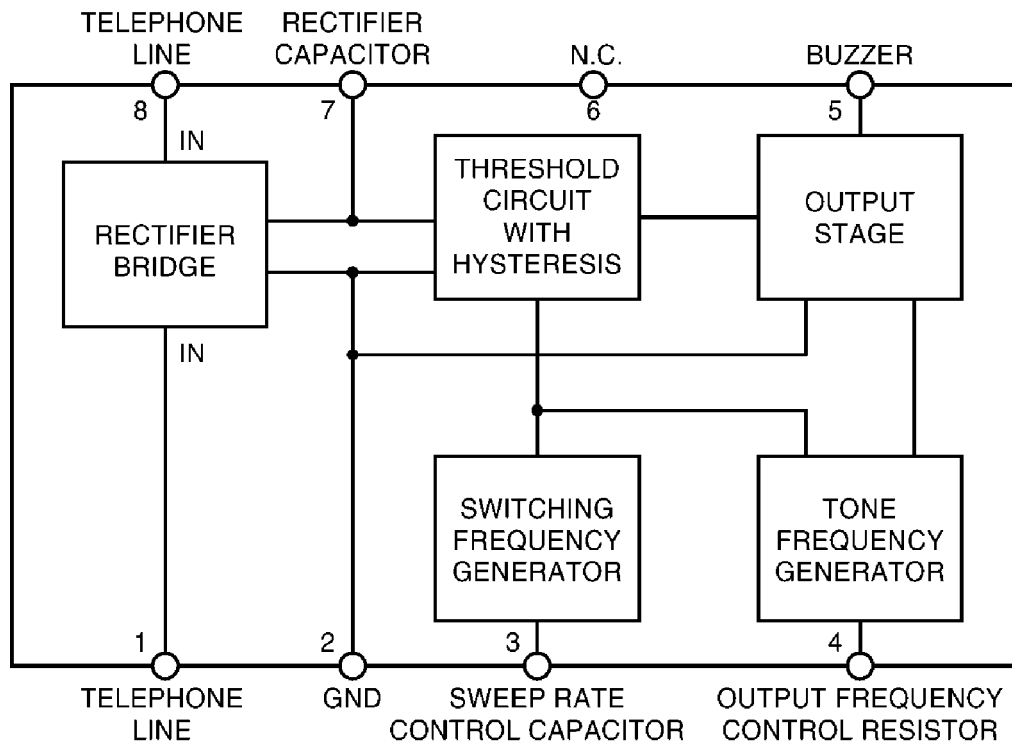 TELEPHONE
LINE
RECTIFIER
CAPACITOR
N.C.
BUZZER
8
7
6
5
IN
RECTIFIER
BRIDGE
IN
THRESHOLD
CIRCUIT
WITH
HYSTERESIS
OUTPUT
STAGE
SWITCHING
FREQUENCY
GENERATOR
TONE
FREQUENCY
GENERATOR
1
2
3
4
TELEPHONE
LINE
GND
SWEEP RATE
CONTROL CAPACITOR
OUTPUT FREQUENCY
CONTROL RESISTOR